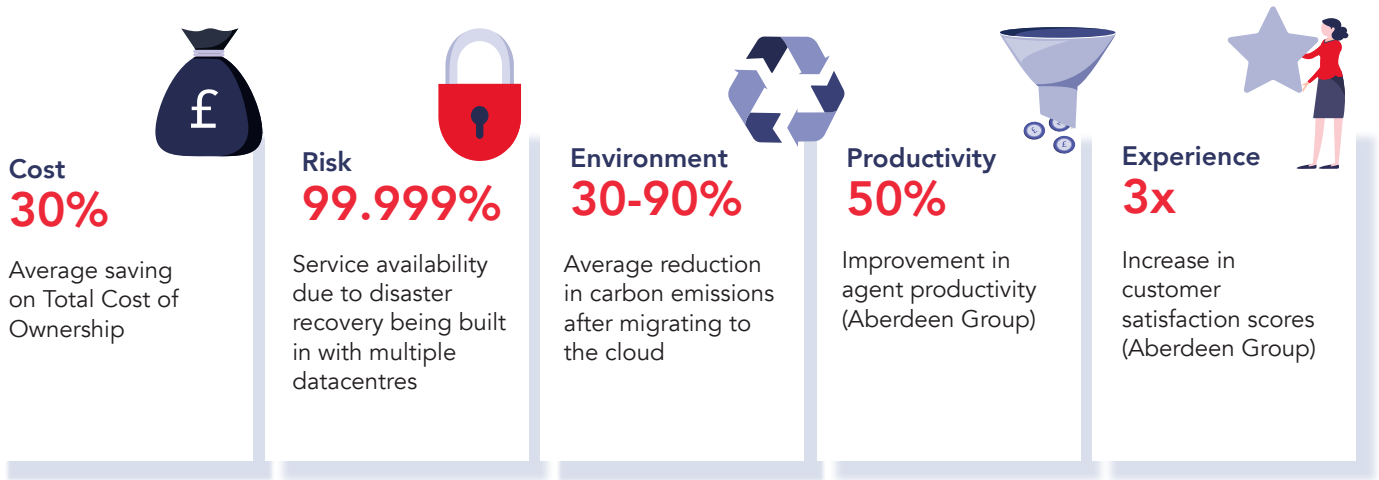 £
Cost
30%
Average saving
on Total Cost of
Ownership
Risk
99.999%
Service availability
due to disaster
recovery being built
in with multiple
datacentres
Environment
30-90%
Average reduction
in carbon emissions
after migrating to
the cloud
Productivity
50%
Improvement in
agent productivity
(Aberdeen Group)
Experience
3x
Increase in
customer
satisfaction scores
(Aberdeen Group)